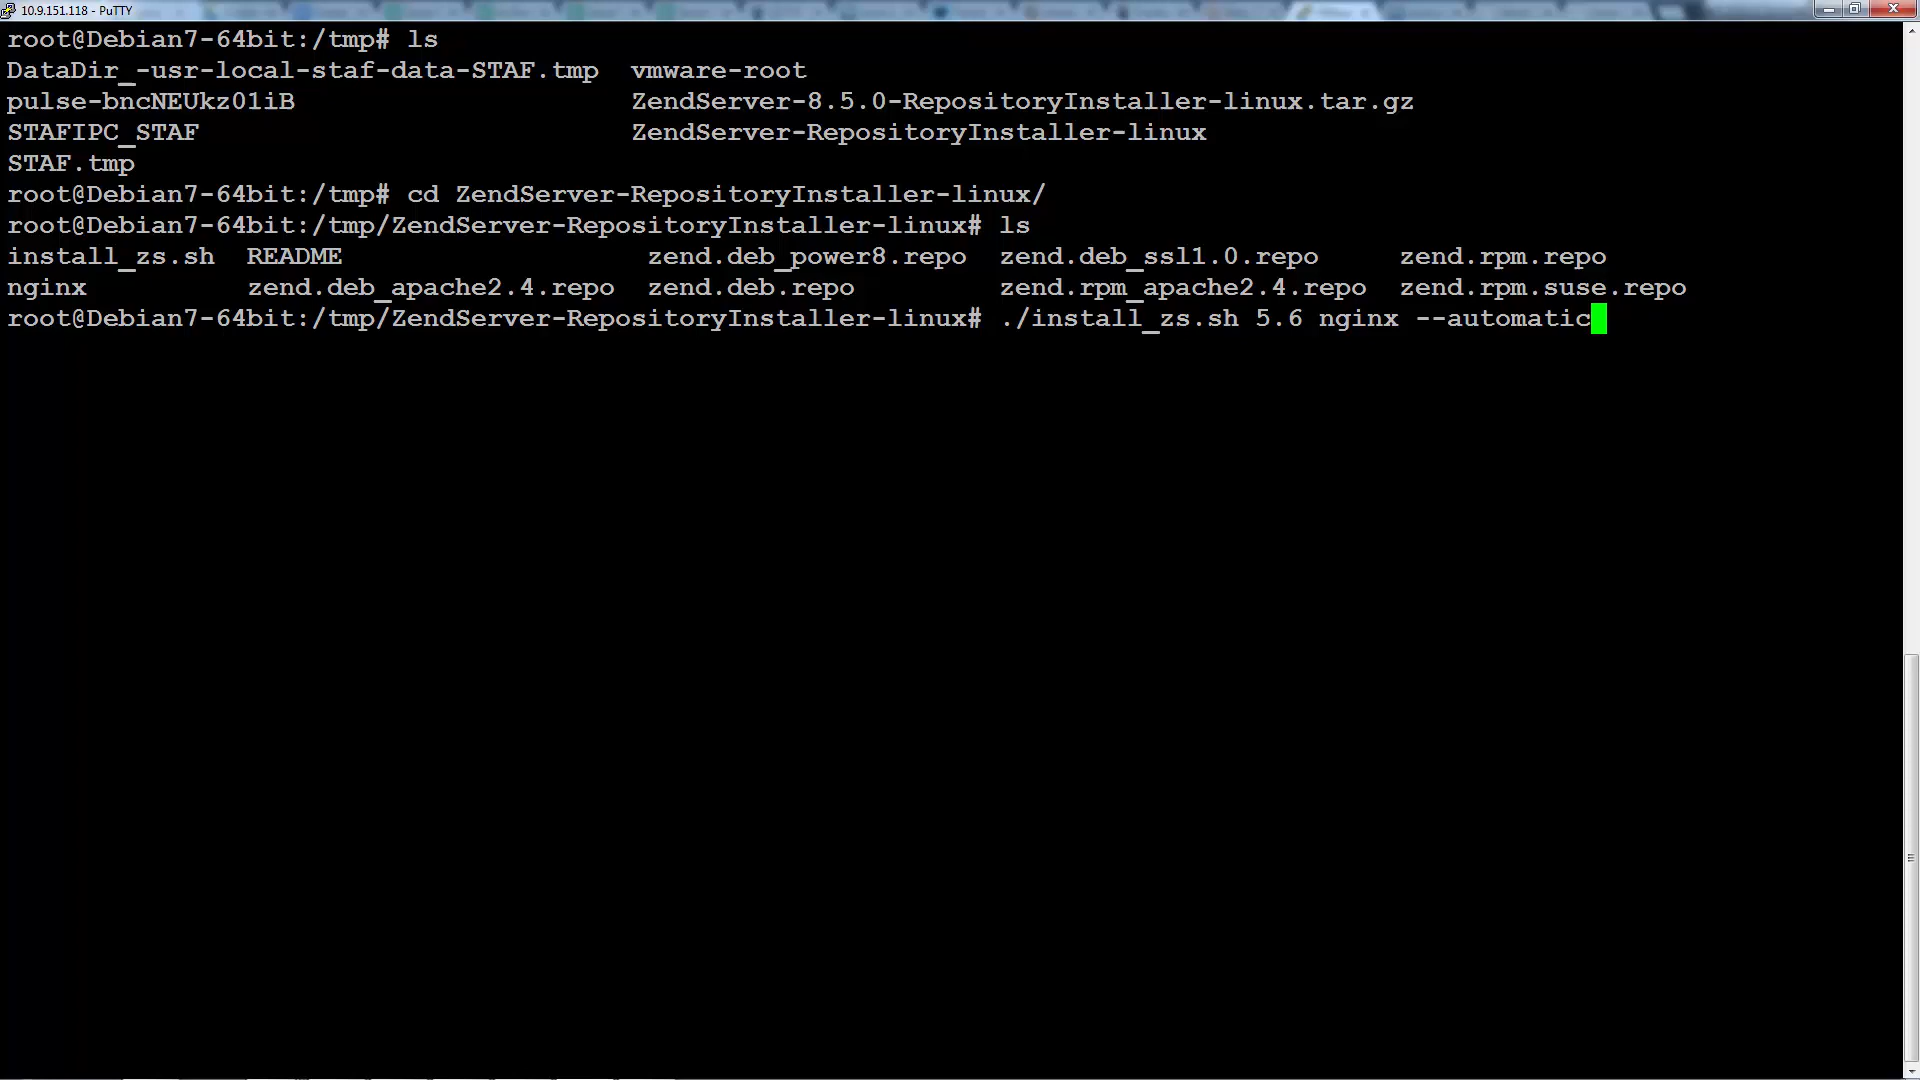 10.9.151.118 - PuTTY
root@Debian7-64bit:/tmp# ls
DataDir_-usr-local-staf-data-STAF.tmp  vmware-root
pulse-bncNEUkz01iB                     ZendServer-8.5.0-RepositoryInstaller-linux.tar.gz
STAFIPC_STAF                           ZendServer-RepositoryInstaller-linux
STAF.tmp
root@Debian7-64bit:/tmp# cd ZendServer-RepositoryInstaller-linux/
root@Debian7-64bit:/tmp/ZendServer-RepositoryInstaller-linux# ls
install_zs.sh  README                   zend.deb_power8.repo  zend.deb_ssl1.0.repo     zend.rpm.repo
nginx          zend.deb_apache2.4.repo  zend.deb.repo         zend.rpm_apache2.4.repo  zend.rpm.suse.repo
root@Debian7-64bit:/tmp/ZendServer-RepositoryInstaller-linux# ./install_zs.sh 5.6 nginx --automatic